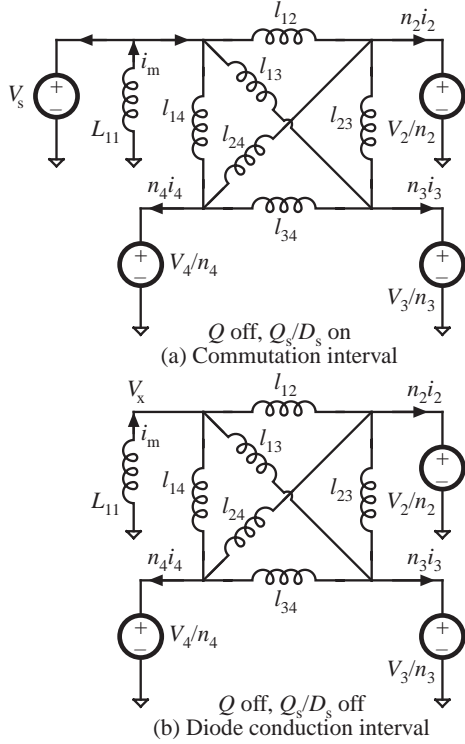 l12
n2i2
im
l13
Vs
l14
l23
L11
V2/n2
l24
n4i4
n3i3
l34
V4/n4
V3/n3
Q off, Qs/Ds on
(a) Commutation interval
Vx
l12
n2i2
im
l13
L11
l14
l23
l24
V2/n2
n4i4
n3i3
l34
V4/n4
V3/n3
Q off, Qs/Ds off
(b) Diode conduction interval